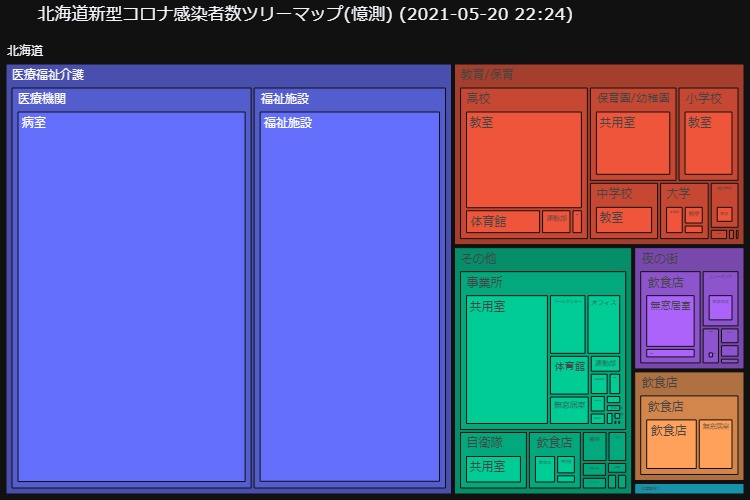 北海道新型コロナ感染者数ツリーマップ(憶測) (2021-05-20 22:24)
北海道
医療福祉介護
医療機関
病室
福祉施設
福祉施設
教育/保育
高校
教室
体育館
運動部
保育園/幼稚園
共用室
小学校
教室
中学校
教室
大学
その他
事業所
共用室
オフィス
体育館
運動部
無窓居室
自衛隊
共用室
飲食店
夜の街
飲食店
無窓居室
飲食店
飲食店
飲食店
無窓居室